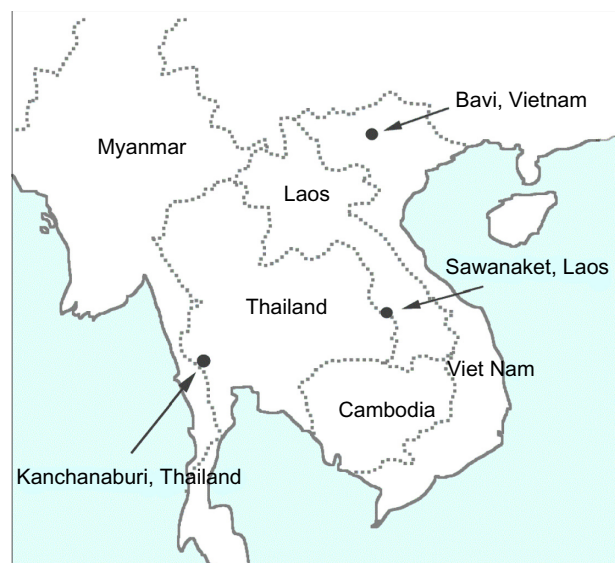 Bavi, Vietnam
Myanmar
Laos
Sawanaket, Laos
Thailand
Viet Nam
Cambodia
Kanchanaburi, Thailand